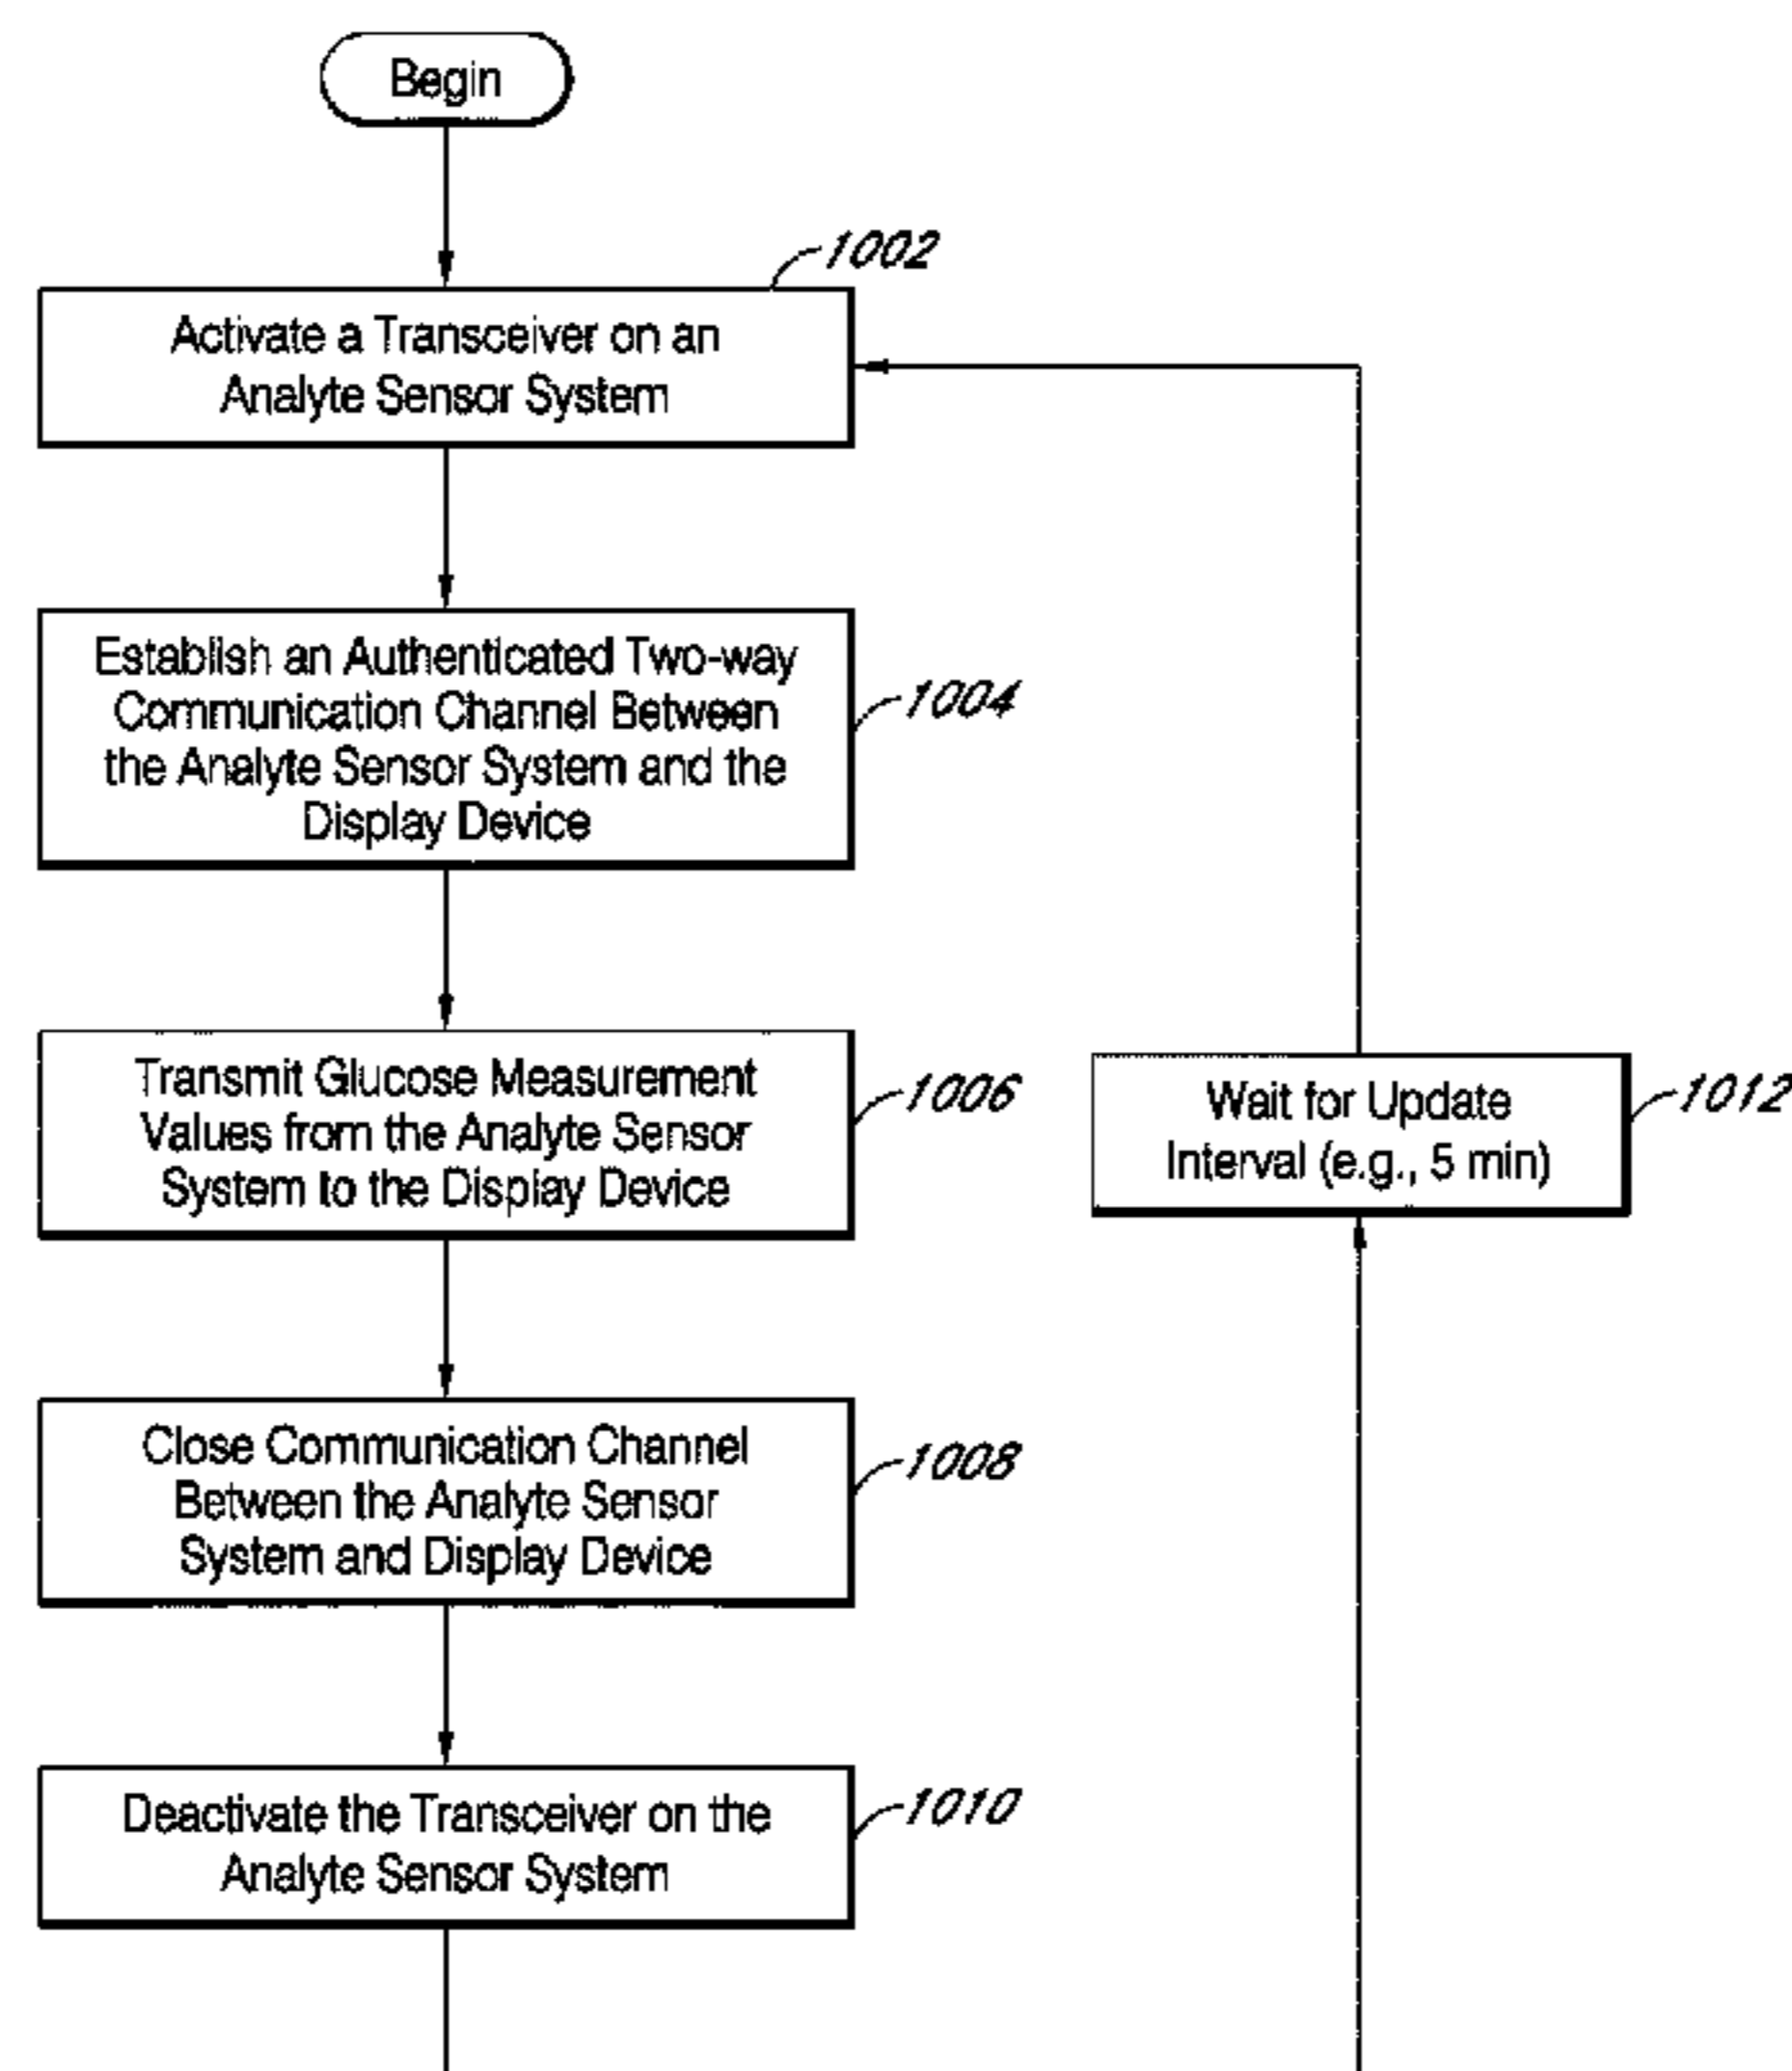 Begin
1002
Activate a Transceiver on an
Analyte Sensor System
Establish an Authenticated Two-way
Communication Channel Between
the Analyte Sensor System and the
Display Device
1004
Transmit Glucose Measurement
Values from the Analyte Sensor
System to the Display Device
1006
Wait for Update
Interval (e.g., 5 min)
1012
Close Communication Channel
Between the Analyte Sensor
System and Display Device
1008
Deactivate the Transceiver on the
Analyte Sensor System
1010